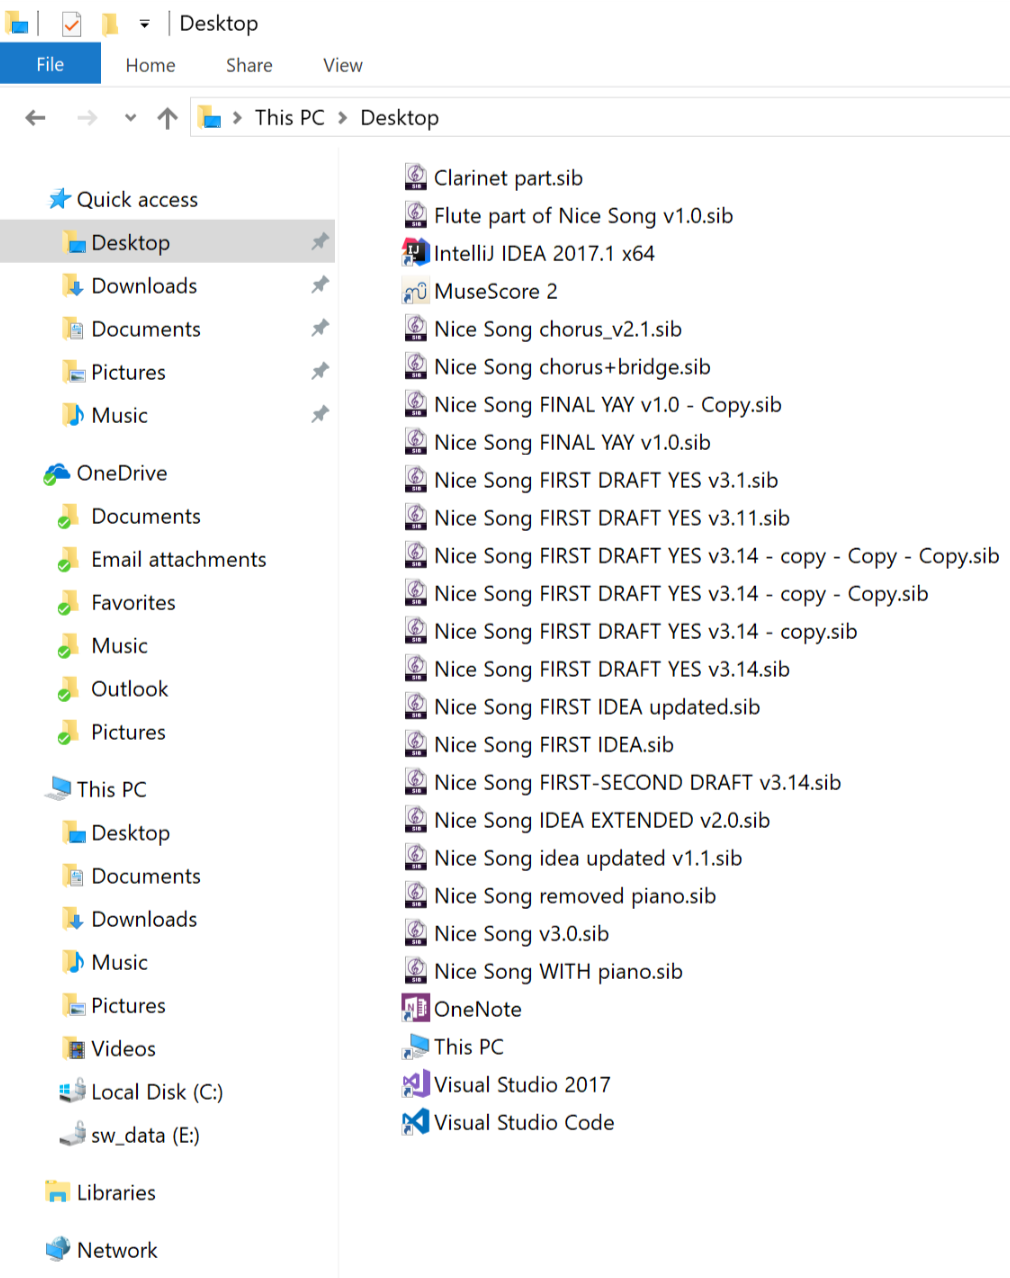 Desktop
File Home Share View
This PC Desktop
Quick access
Desktop
Downloads
Documents
Pictures
Music
OneDrive
Documents
Email attachments
Favorites
Music
Outlook
Pictures
This PC
Desktop
Documents
Downloads
Music
Pictures
Videos
Local Disk (C:)
sw_data (E:)
Libraries
Network
Clarinet part.sib
Flute part of Nice Song v1.0.sib
IntelliJ IDEA 2017.1 x64
MuseScore 2
Nice Song chorus_v2.1.sib
Nice Song chorus+bridge.sib
Nice Song FINAL YAY v1.0 - Copy.sib
Nice Song FINAL YAY v1.0.sib
Nice Song FIRST DRAFT YES v3.1.sib
Nice Song FIRST DRAFT YES v3.11.sib
Nice Song FIRST DRAFT YES v3.14 - copy - Copy - Copy.sib
Nice Song FIRST DRAFT YES v3.14 - copy - Copy.sib
Nice Song FIRST DRAFT YES v3.14 - copy.sib
Nice Song FIRST DRAFT YES v3.14.sib
Nice Song FIRST IDEA updated.sib
Nice Song FIRST IDEA.sib
Nice Song FIRST-SECOND DRAFT v3.14.sib
Nice Song IDEA EXTENDED v2.0.sib
Nice Song idea updated v1.1.sib
Nice Song removed piano.sib
Nice Song v3.0.sib
Nice Song WITH piano.sib
OneNote
This PC
Visual Studio 2017
Visual Studio Code